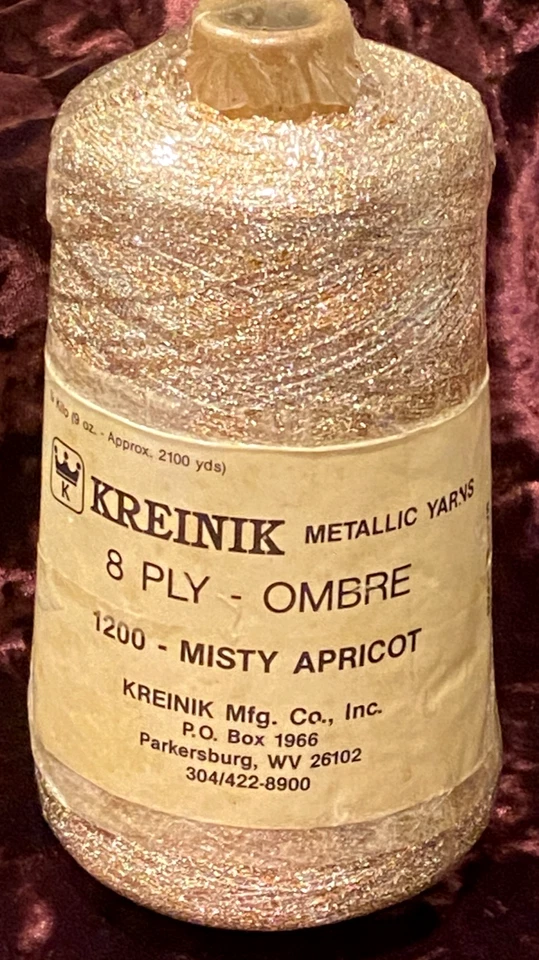 Kilo (9 oz. - Approx. 2100 yds)
K
KREINIK METALLIC YARNS
8 PLY - OMBRE
1200 - MISTY APRICOT
KREINIK Mfg. Co., Inc.
P.O. Box 1966
Parkersburg, WV 26102
304/422-8900